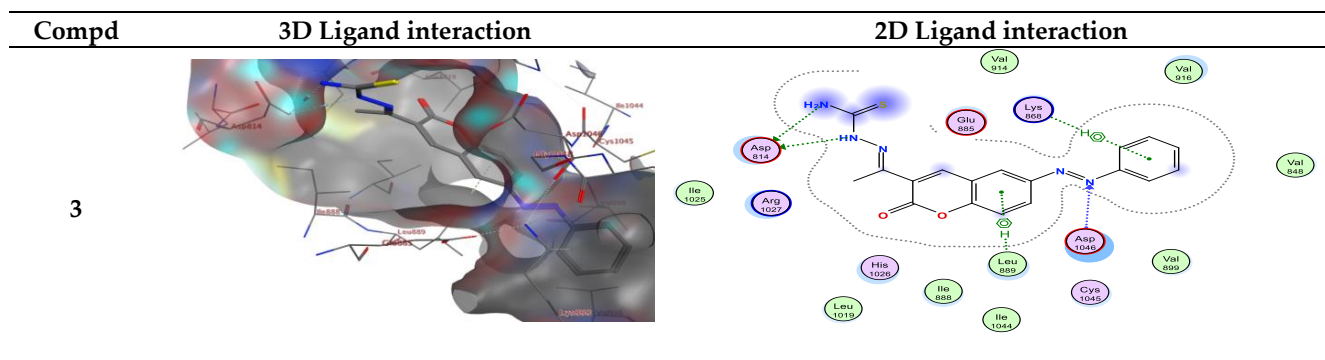 Compd 3D Ligand interaction 2D Ligand interaction
3
Asp814
Ile1044
Asp1046
Cys1045
Ile888
Leu889
Val 914
Val 916
Lys 868
Glu 885
H₂N
S
HN
N
Asp 814
Val 848
Ile 1025
Arg 1027
N
N
H
O
O
H
Asp 1046
His 1026
Leu 889
Val 899
Ile 888
Cys 1045
Leu 1019
Ile 1044